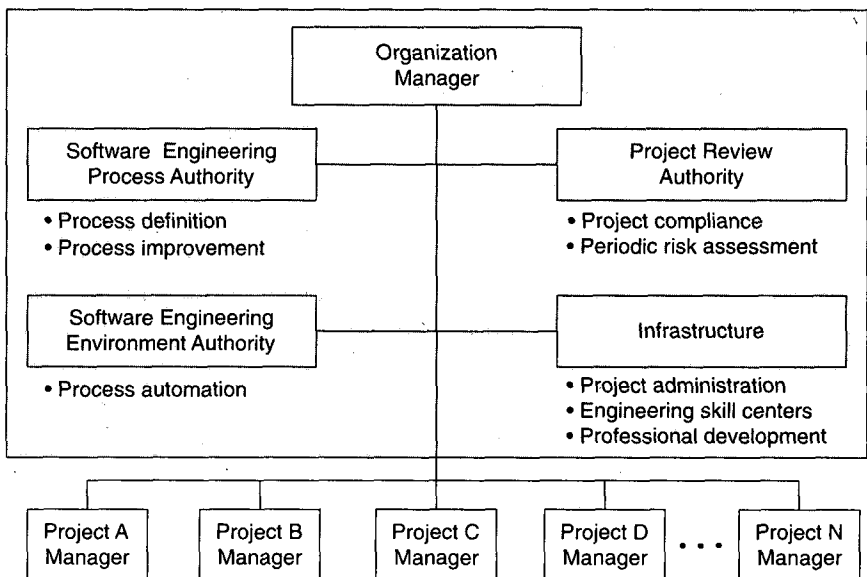 Organization
Manager
Software Engineering
Process Authority
• Process definition
• Process improvement
Project Review
Authority
• Project compliance
• Periodic risk assessment
Software Engineering
Environment Authority
• Process automation
Infrastructure
• Project administration
• Engineering skill centers
• Professional development
Project A
Manager
Project B
Manager
Project C
Manager
Project D
Manager
• • •
Project N
Manager